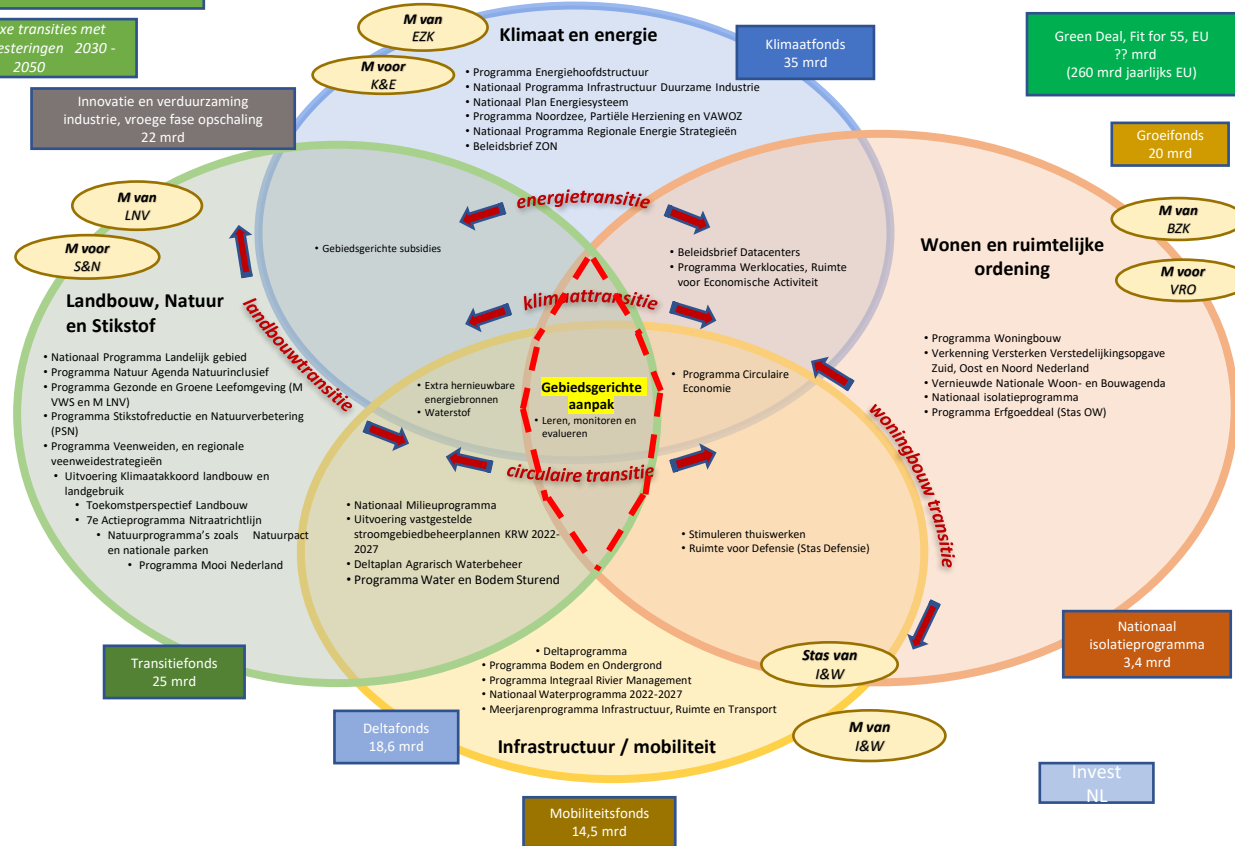 xe transities met
esteringen 2030 -
2050
M van
EZK
M voor
K&E
Klimaat en energie
Klimaatfonds
35 mrd
Green Deal, Fit for 55, EU
?? mrd
(260 mrd jaarlijks EU)
Innovatie en verduurzaming
industrie, vroege fase opschaling
22 mrd
• Programma Energiehoofdstructuur
• Nationaal Programma Infrastructuur Duurzame Industrie
• Nationaal Plan Energiesysteem
• Programma Noordzee, Partiële Herziening en VAWOZ
• Nationaal Programma Regionale Energie Strategieën
• Beleidsbrief ZON
Groeifonds
20 mrd
M van
LNV
M voor
S&N
energietransitie
M van
BZK
M voor
VRO
• Gebiedsgerichte subsidies
• Beleidsbrief Datacenters
• Programma Werklocaties, Ruimte
voor Economische Activiteit
Wonen en ruimtelijke
ordening
Landbouw, Natuur
en Stikstof
landbouwtransitie
klimaattransitie
• Nationaal Programma Landelijk gebied
• Programma Natuur Agenda Natuurinclusief
• Programma Gezonde en Groene Leefomgeving (M
VWS en M LNV)
• Programma Stikstofreductie en Natuurverbetering
(PSN)
• Programma Veenweiden, en regionale
veenweidestrategieën
• Uitvoering Klimaatakkoord landbouw en
landgebruik
• Toekomstperspectief Landbouw
• 7e Actieprogramma Nitraatrichtlijn
• Natuurprogramma's zoals Natuurpact
en nationale parken
• Programma Mooi Nederland
• Extra hernieuwbare
energiebronnen
• Waterstof
Gebiedsgerichte
aanpak
• Leren, monitoren en
evalueren
• Programma Circulaire
Economie
• Programma Woningbouw
• Verkenning Versterken Verstedelijkingsopgave
Zuid, Oost en Noord Nederland
• Vernieuwde Nationale Woon- en Bouwagenda
• Nationaal isolatieprogramma
• Programma Erfgoeddeal (Stas OW)
woningbouw transitie
circulaire transitie
• Nationaal Milieuprogramma
• Uitvoering vastgestelde
stroomgebiedbeheerplannen KRW 2022-
2027
• Deltaplan Agrarisch Waterbeheer
• Programma Water en Bodem Sturend
• Stimuleren thuiswerken
• Ruimte voor Defensie (Stas Defensie)
Transitiefonds
25 mrd
• Deltaprogramma
• Programma Bodem en Ondergrond
• Programma Integraal Rivier Management
• Nationaal Waterprogramma 2022-2027
• Meerjarenprogramma Infrastructuur, Ruimte en Transport
Stas van
I&W
M van
I&W
Nationaal
isolatieprogramma
3,4 mrd
Deltafonds
18,6 mrd
Infrastructuur / mobiliteit
Invest
NL
Mobiliteitsfonds
14,5 mrd